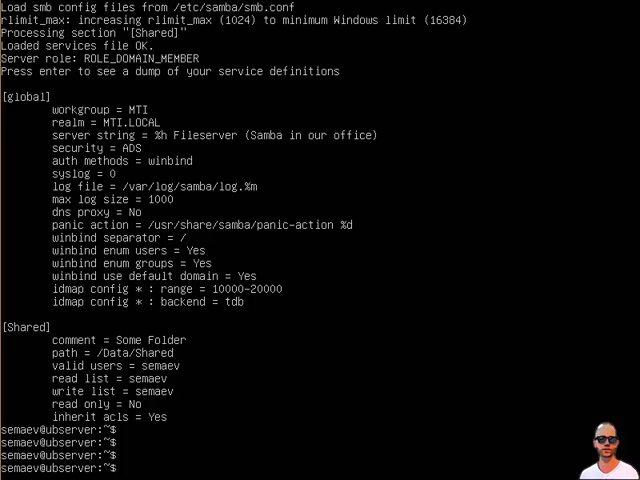 Load smb config files from /etc/samba/smb.conf
rlimit_max: increasing rlimit_max (1024) to minimum Windows limit (16384)
Processing section "[Shared]"
Loaded services file OK.
Server role: ROLE_DOMAIN_MEMBER
Press enter to see a dump of your service definitions
[global]
workgroup = MTI
realm = MTI.LOCAL
server string = %h Fileserver (Samba in our office)
security = ADS
auth methods = winbind
syslog = 0
log file = /var/log/samba/log.%m
max log size = 1000
dns proxy = No
panic action = /usr/share/samba/panic-action %d
winbind separator = /
winbind enum users = Yes
winbind enum groups = Yes
winbind use default domain = Yes
idmap config * : range = 10000-20000
idmap config * : backend = tdb
[Shared]
comment = Some Folder
path = /Data/Shared
valid users = semaev
read list = semaev
write list = semaev
read only = No
inherit acls = Yes
semaev@ubserver:~$
semaev@ubserver:~$
semaev@ubserver:~$
semaev@ubserver:~$